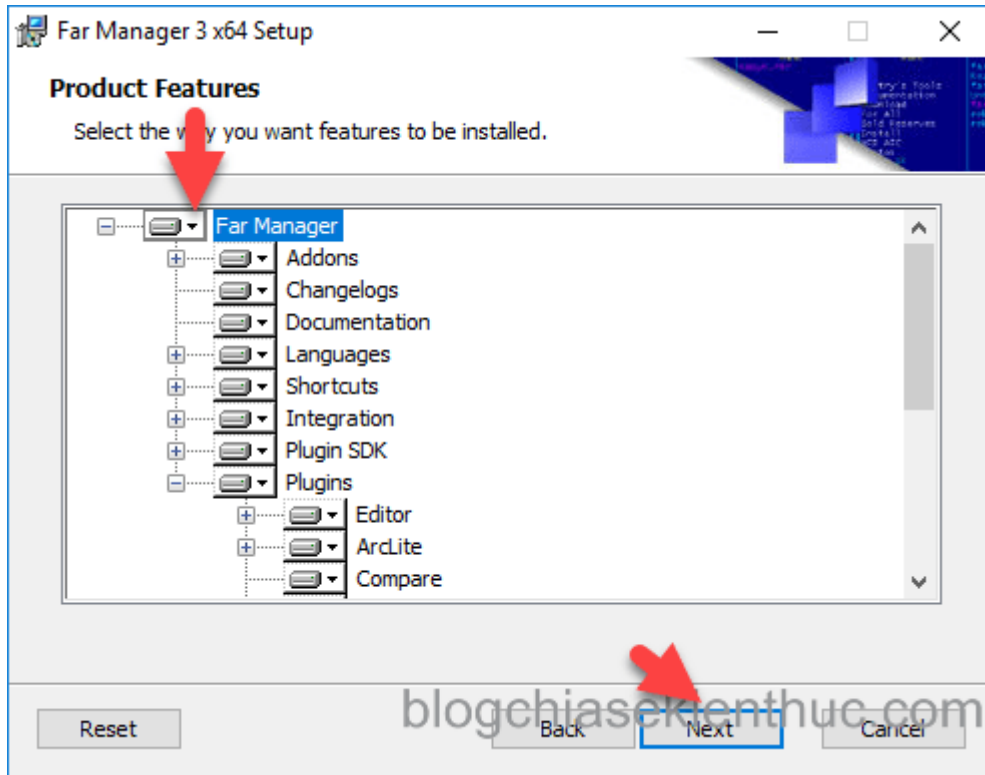 Far Manager 3 x64 Setup
Product Features
Select the way you want features to be installed.
Far Manager
Addons
Changelogs
Documentation
Languages
Shortcuts
Integration
Plugin SDK
Plugins
Editor
ArcLite
Compare
blogchiasekienthuc.com
Reset
Back
Next
Cancel